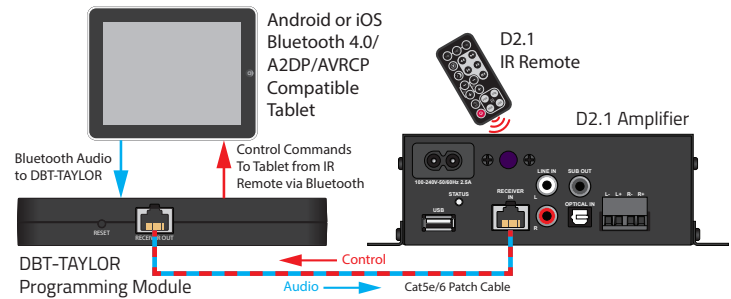 Android or iOS
Bluetooth 4.0/
A2DP/AVRCP
Compatible
Tablet
D2.1
IR Remote
D2.1 Amplifier
Bluetooth Audio
to DBT-TAYLOR
Control Commands
To Tablet from IR
Remote via Bluetooth
100-240V-50/60Hz 2.5A
STATUS
USB
RECEIVER
IN
LINE IN
L
R
SUB OUT
OPTICAL IN
L- L+ R- R+
RESET
RECEIVER OUT
DBT-TAYLOR
Programming Module
Control
Audio
Cat5e/6 Patch Cable